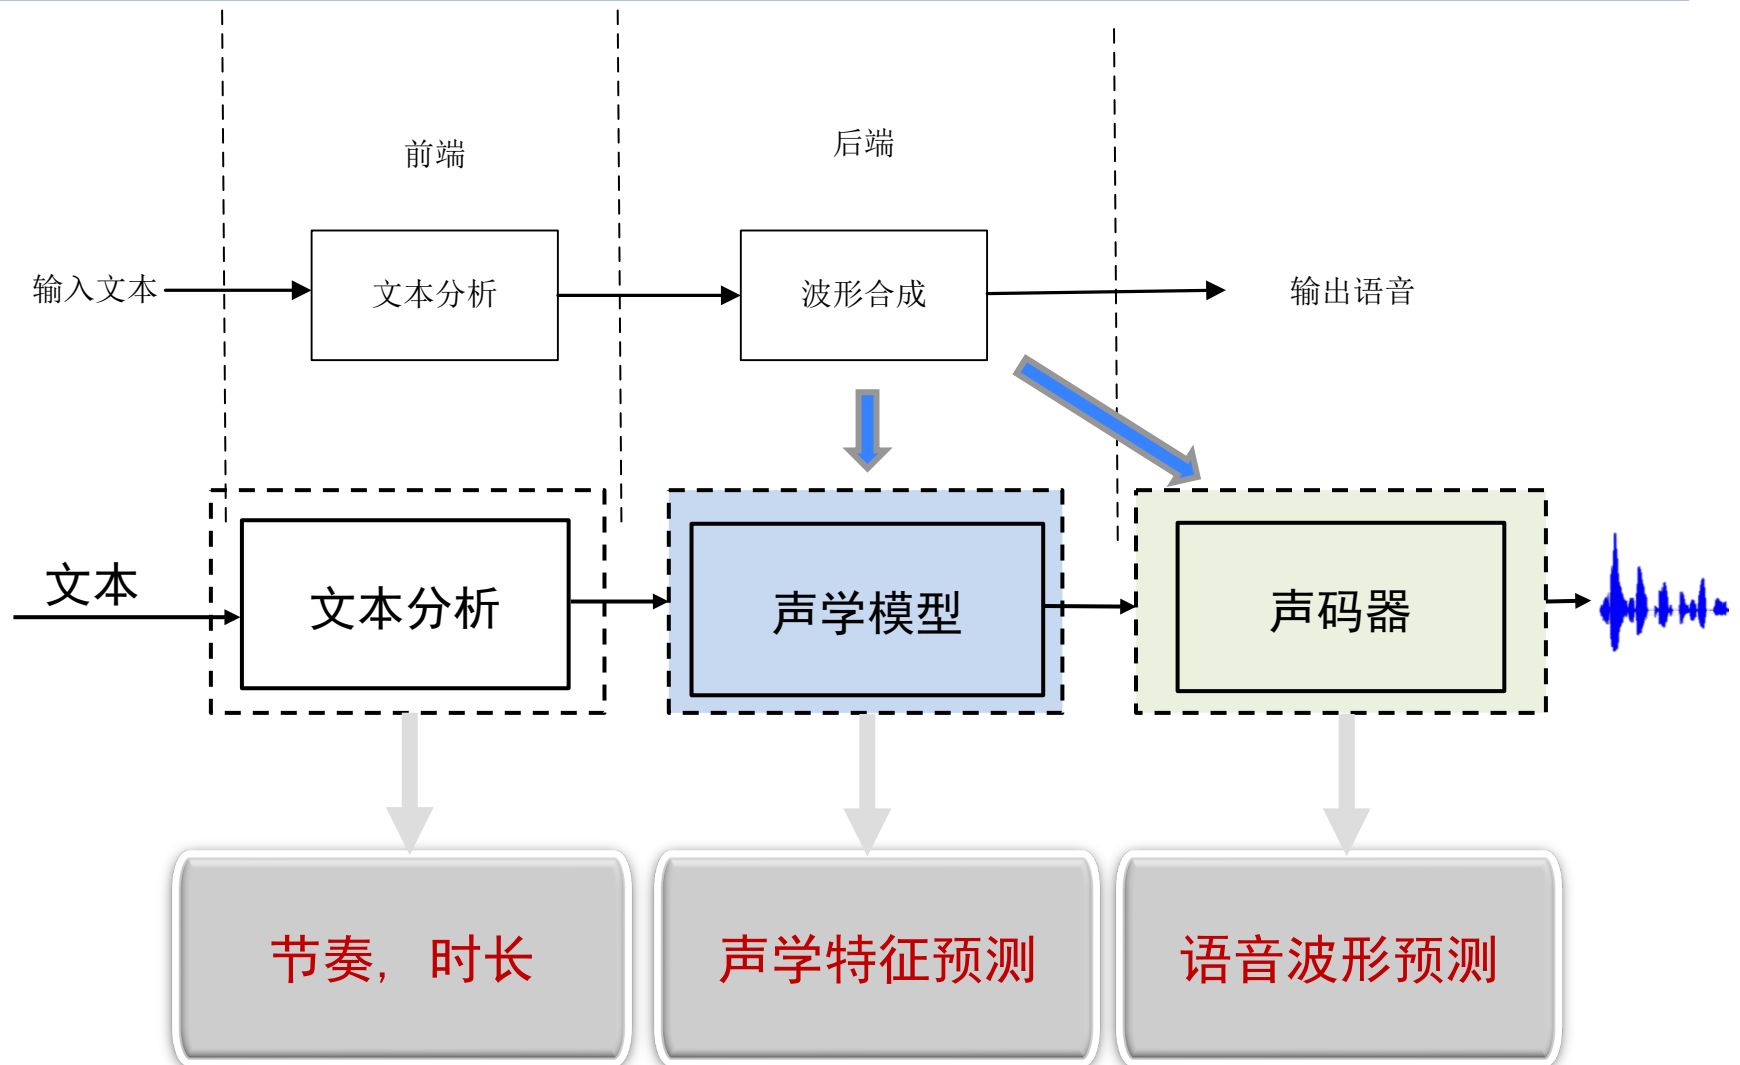 前端
后端
输入文本
文本分析
波形合成
输出语音
文本
文本分析
声学模型
声码器
节奏, 时长
声学特征预测
语音波形预测